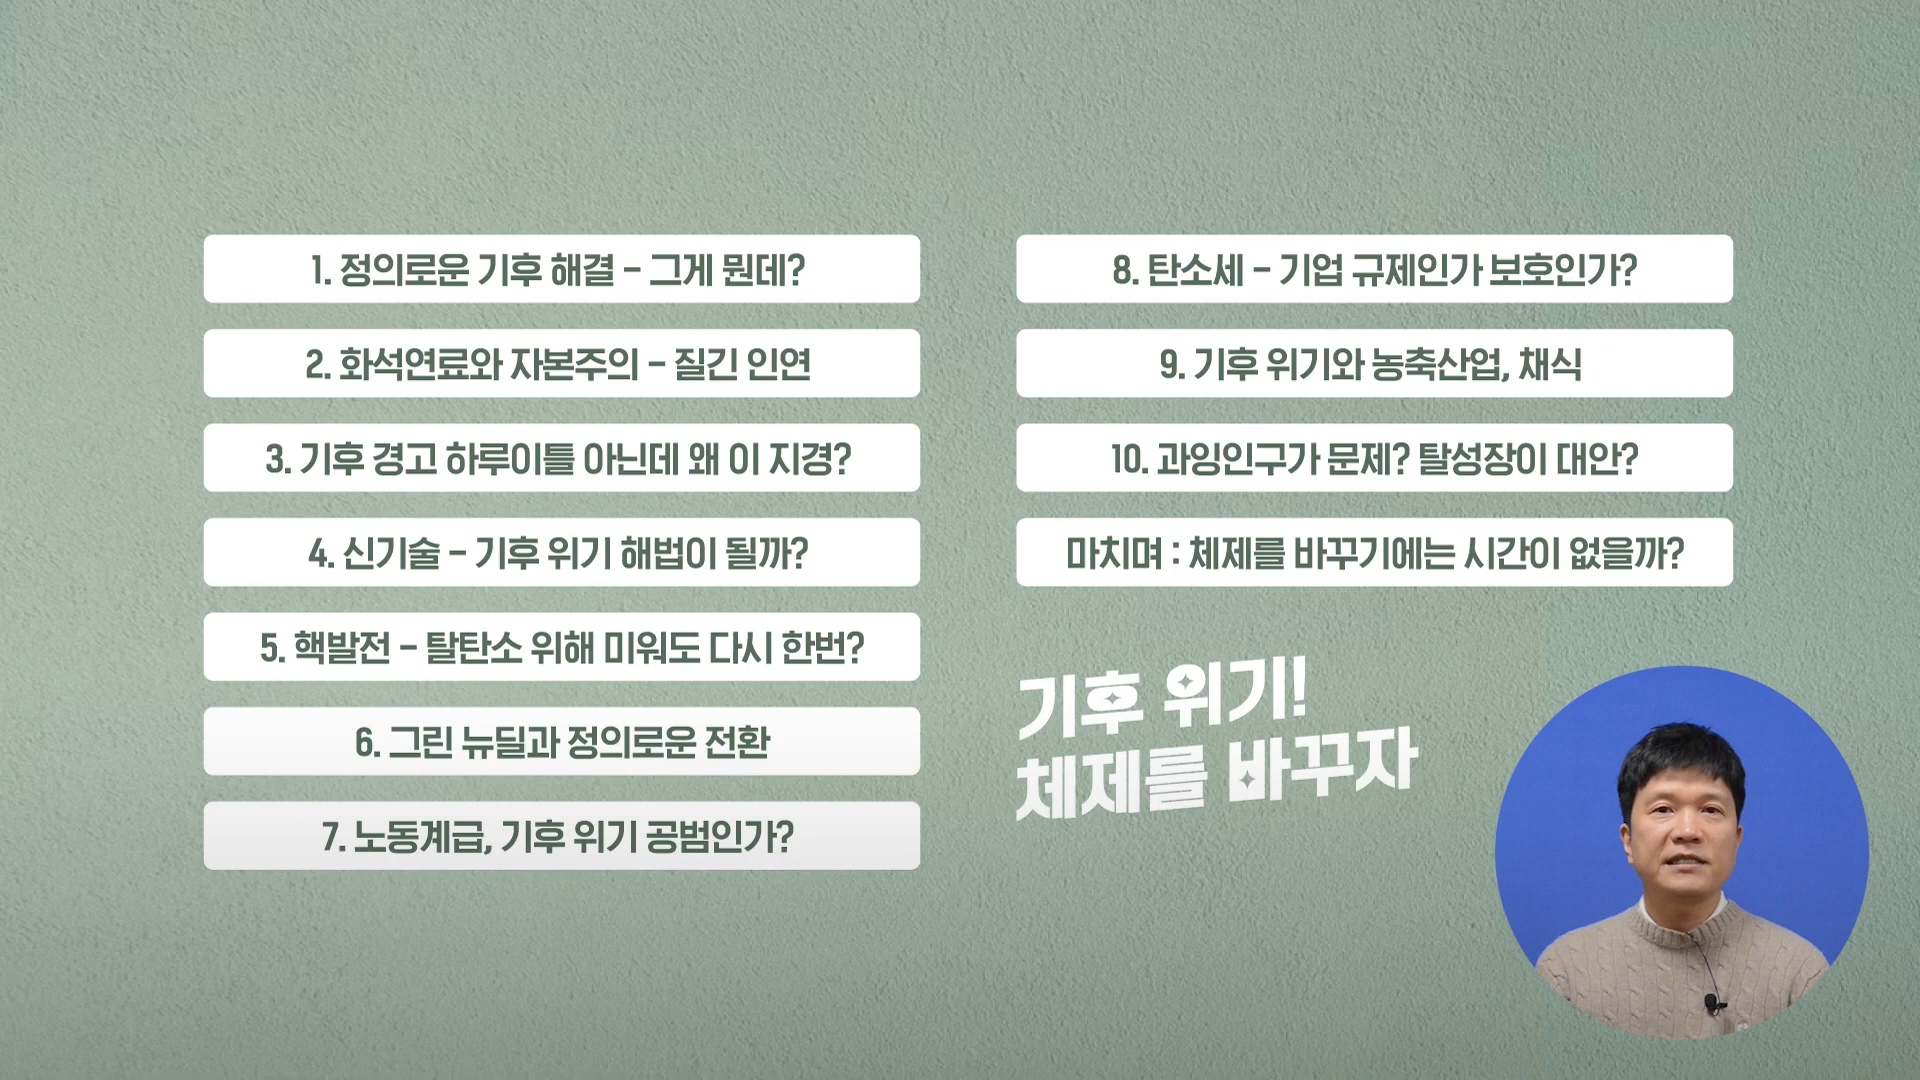 1. 정의로운 기후 해결 – 그게 뭔데?
2. 화석연료와 자본주의 – 질긴 인연
3. 기후 경고 하루이틀 아닌데 왜 이 지경?
4. 신기술 – 기후 위기 해법이 될까?
5. 핵발전 – 탈탄소 위해 미워도 다시 한번?
6. 그린 뉴딜과 정의로운 전환
7. 노동계급, 기후 위기 공범인가?
8. 탄소세 – 기업 규제인가 보호인가?
9. 기후 위기와 농축산업, 채식
10. 과잉인구가 문제? 탈성장이 대안?
마치며 : 체제를 바꾸기에는 시간이 없을까?
기후 위기!
체제를 바꾸자